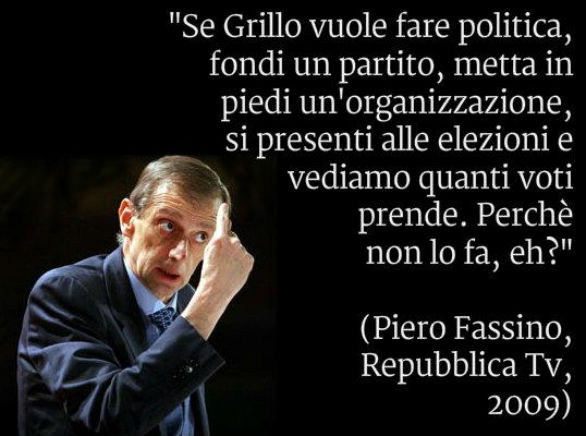 "Se Grillo vuole fare politica,
fondi un partito, metta in
piedi un'organizzazione,
si presenti alle elezioni e
vediamo quanti voti
prende. Perchè
non lo fa, eh?"
(Piero Fassino,
Repubblica Tv,
2009)